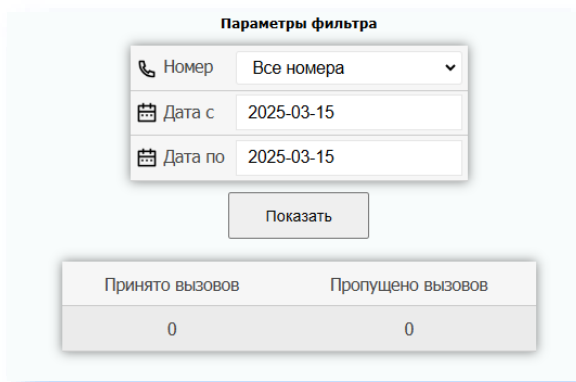 Параметры фильтра
Номер Все номера
Дата с 2025-03-15
Дата по 2025-03-15
Показать
Принято вызовов Пропущено вызовов
0 0